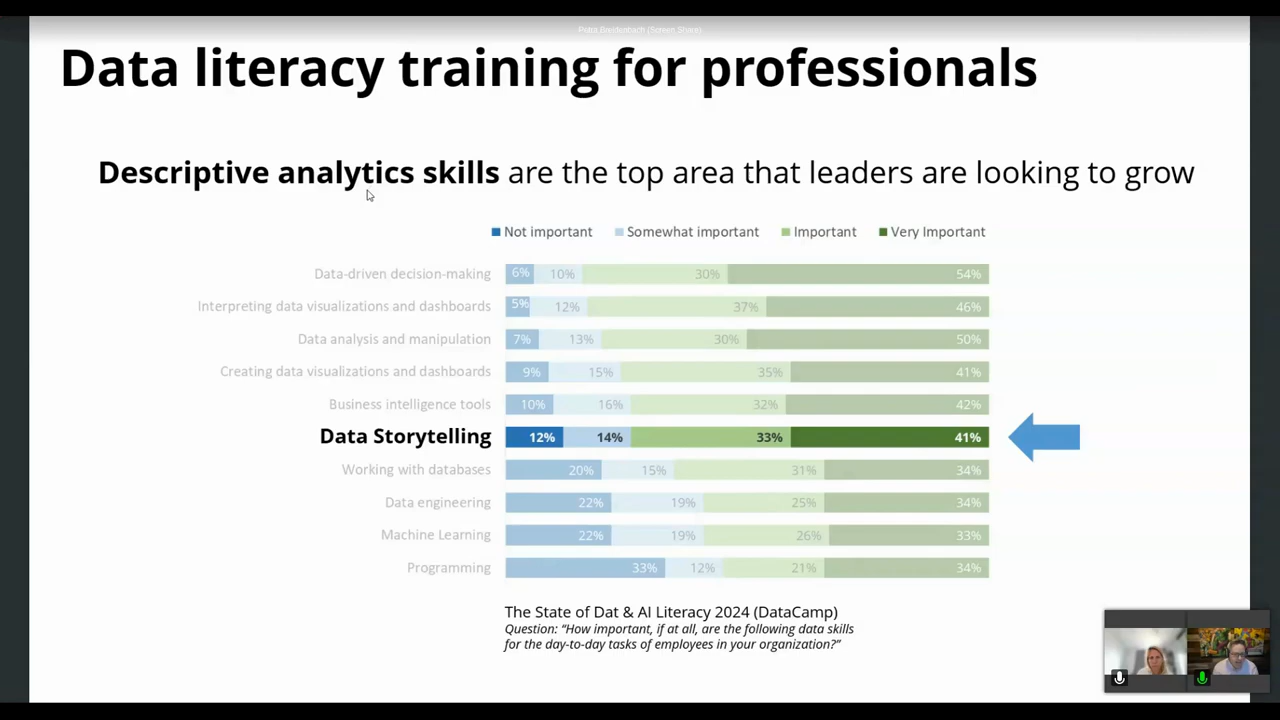 Petra Breidenbach (Screen Share)
Data literacy training for professionals
Descriptive analytics skills are the top area that leaders are looking to grow
Not important Somewhat important Important Very Important
Data-driven decision-making 6% 10% 30% 54%
Interpreting data visualizations and dashboards 5% 12% 37% 46%
Data analysis and manipulation 7% 13% 30% 50%
Creating data visualizations and dashboards 9% 15% 35% 41%
Business intelligence tools 10% 16% 32% 42%
Data Storytelling 12% 14% 33% 41%
Working with databases 20% 15% 31% 34%
Data engineering 22% 19% 25% 34%
Machine Learning 22% 19% 26% 33%
Programming 33% 12% 21% 34%
The State of Dat & AI Literacy 2024 (DataCamp)
Question: “How important, if at all, are the following data skills
for the day-to-day tasks of employees in your organization?”